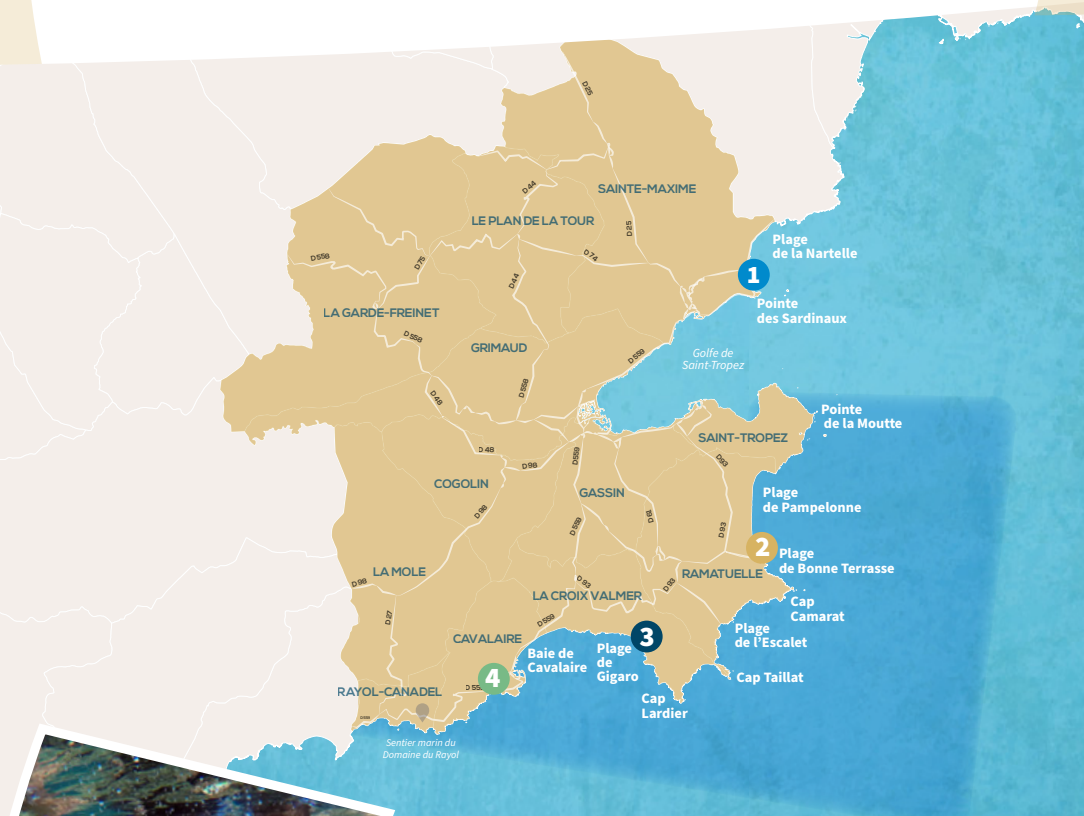 D25
SAINTE-MAXIME
D44
LE PLAN DE LA TOUR
D25
Plage
de la Nartelle
D558
D75
D74
1
D44
Pointe
des Sardinaux
LA GARDE-FREINET
D558
GRIMAUD
D559
Golfe de
Saint-Tropez
D48
D558
Pointe
de la Moutte
SAINT-TROPEZ
D48
D98
D559
D93
COGOLIN
GASSIN
Plage
de Pampelonne
D98
D559
D61
D93
2
Plage
de Bonne Terrasse
LA MOLE
D98
D93
D93
RAMATUELLE
LA CROIX VALMER
Cap
Camarat
D27
D559
CAVALAIRE
3
Plage
de l’Escalet
Baie de
Cavalaire
Plage
de
Gigaro
4
Cap Taillat
RAYOL-CANADEL
Cap
Lardier
Sentier marin du
Domaine du Rayol